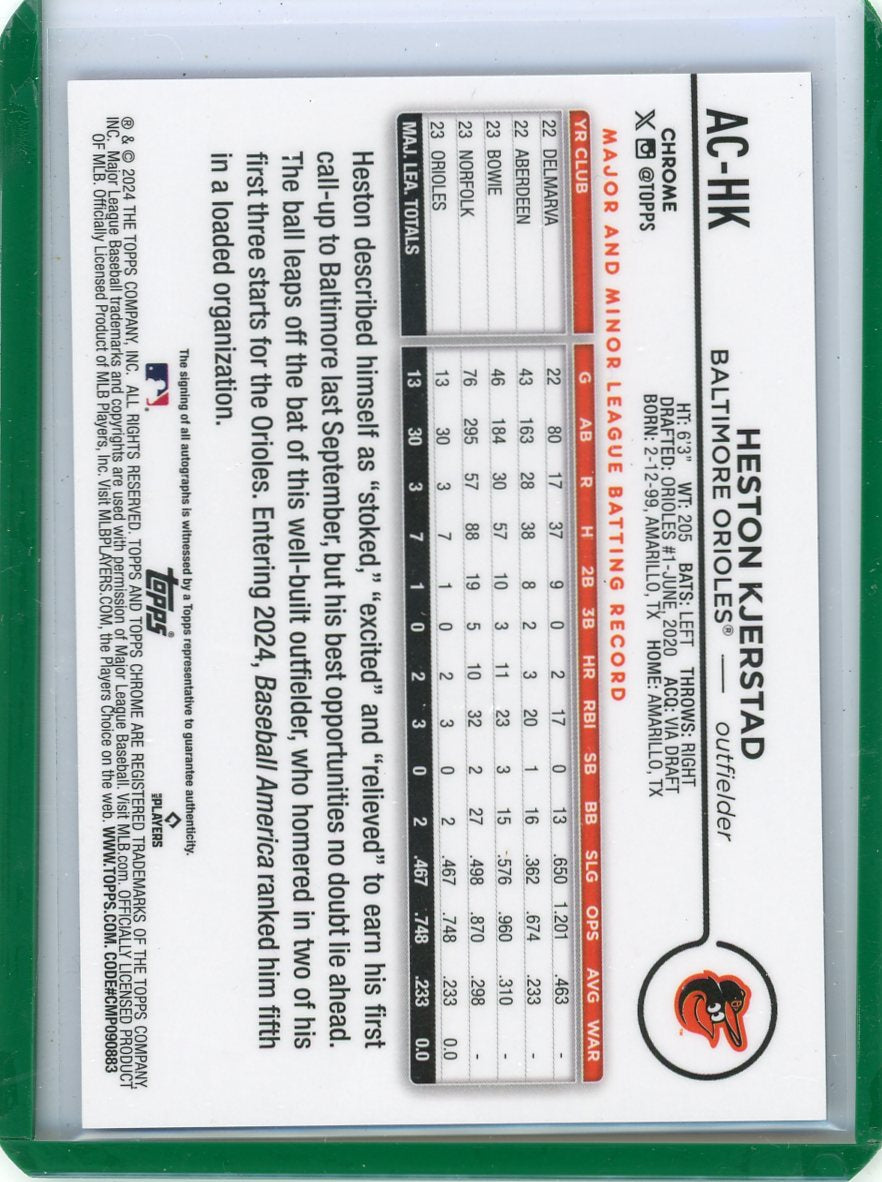 AC-HK
HESTON KJERSTAD
BALTIMORE ORIOLES® — outfielder
CHROME
@TOPPS
HT: 6'3" WT: 205 BATS: LEFT THROWS: RIGHT
DRAFTED: ORIOLES #1-JUNE, 2020 ACQ: VIA DRAFT
BORN: 2-12-99, AMARILLO, TX HOME: AMARILLO, TX
MAJOR AND MINOR LEAGUE BATTING RECORD
YR CLUB G AB R H 2B 3B HR RBI SB BB SLG OPS AVG WAR
22 DELMARVA 22 80 17 37 9 0 2 17 0 13 .650 1.201 .463 -
22 ABERDEEN 43 163 28 38 8 2 3 20 1 16 .362 .674 .233 -
23 BOWIE 46 184 30 57 10 3 11 23 3 15 .576 .960 .310 -
23 NORFOLK 76 295 57 88 19 5 10 32 2 27 .498 .870 .298 -
23 ORIOLES 13 30 3 7 1 0 2 3 0 2 .467 .748 .233 0.0
MAJ. LEA. TOTALS 13 30 3 7 1 0 2 3 0 2 .467 .748 .233 0.0
Heston described himself as “stoked,” “excited” and “relieved” to earn his first
call-up to Baltimore last September, but his best opportunities no doubt lie ahead.
The ball leaps off the bat of this well-built outfielder, who homered in two of his
first three starts for the Orioles. Entering 2024, Baseball America ranked him fifth
in a loaded organization.
The signing of all autographs is witnessed by a Topps representative to guarantee authenticity.
topps®
MLBPLAYERS
® & © 2024 THE TOPPS COMPANY, INC. ALL RIGHTS RESERVED. TOPPS AND TOPPS CHROME ARE REGISTERED TRADEMARKS OF THE TOPPS COMPANY,
INC. Major League Baseball trademarks and copyrights are used with permission of Major League Baseball. Visit MLB.com. OFFICIALLY LICENSED PRODUCT
OF MLB. Officially Licensed Product of MLB Players, Inc. Visit MLBPLAYERS.COM, the Players Choice on the web. WWW.TOPPS.COM. CODE#CMP090883